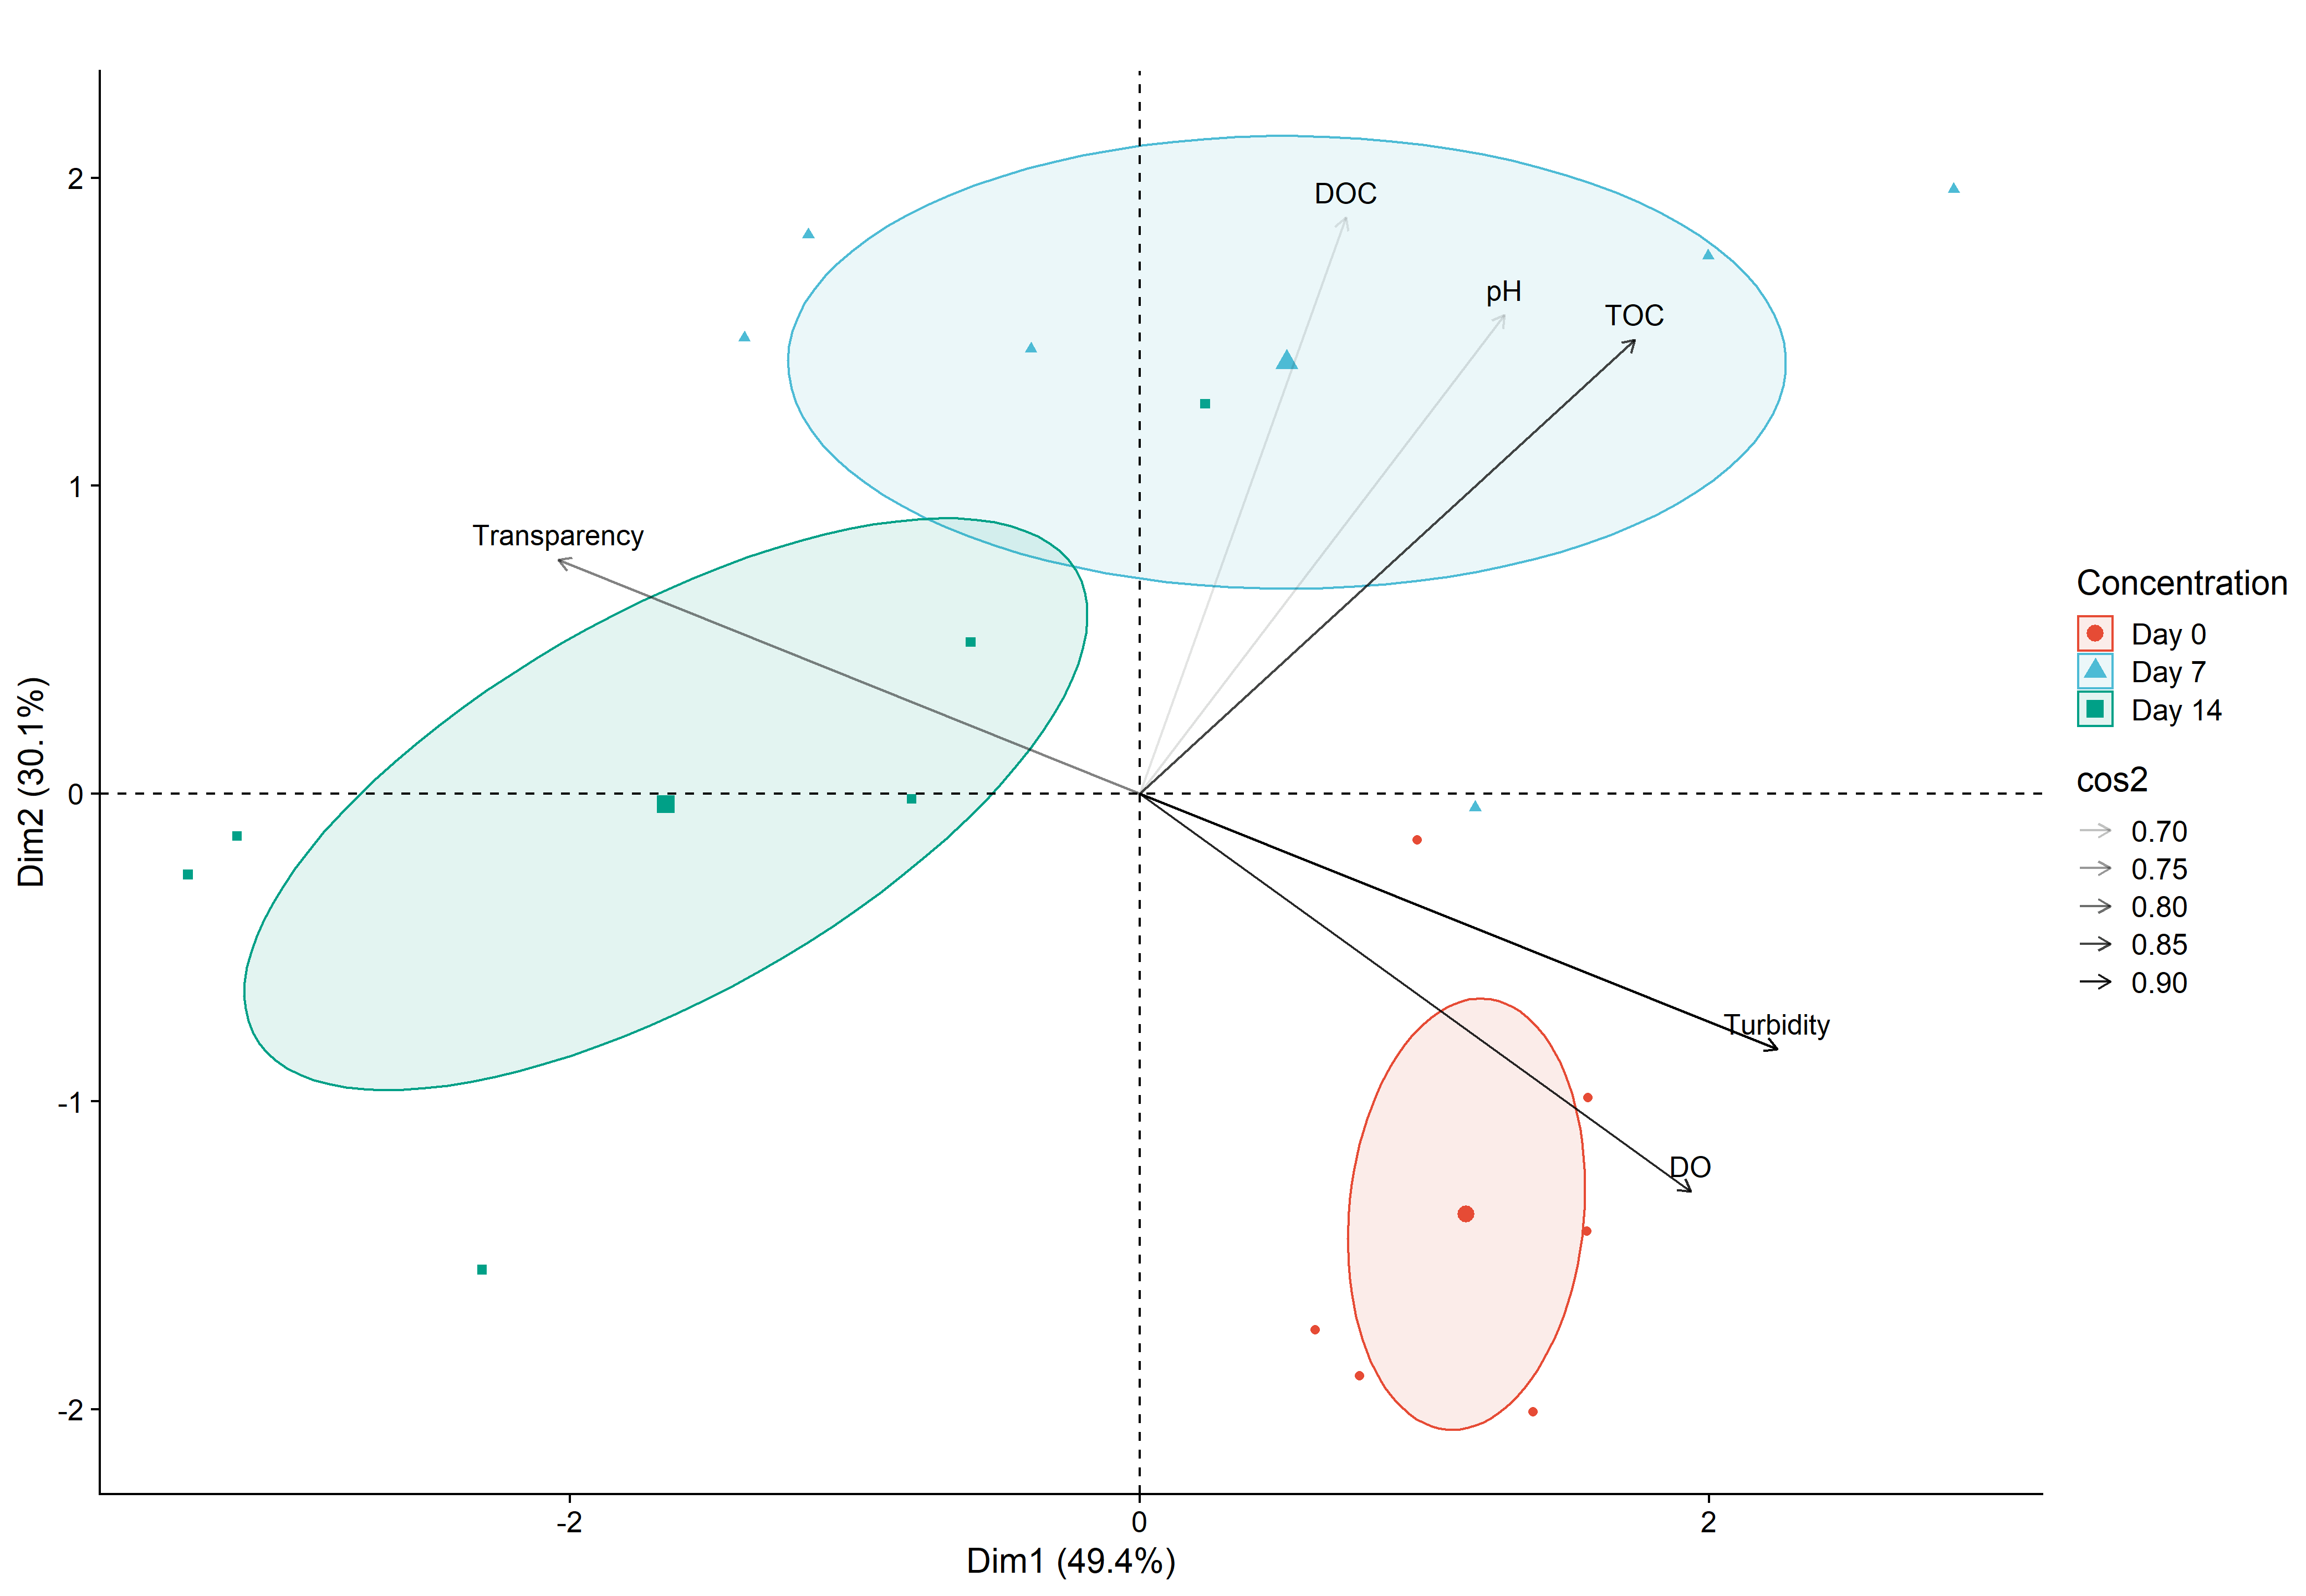 2
DOC
pH
TOC
1
Transparency
Concentration
Day 0
Day 7
Day 14
cos2
0.70
0.75
0.80
0.85
0.90
0
Dim2 (30.1%)
Turbidity
-1
DO
-2
-2
0
2
Dim1 (49.4%)